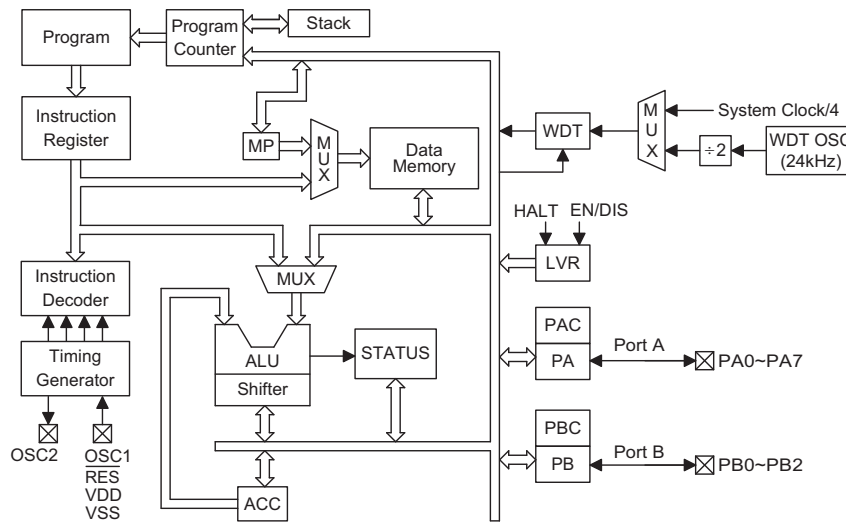 Program
Program
Counter
Stack
Instruction
Register
MP
MUX
Data
Memory
WDT
MUX
System Clock/4
÷2
WDT OSC
(24kHz)
HALT
EN/DIS
LVR
MUX
Instruction
Decoder
Timing
Generator
ALU
Shifter
STATUS
PAC
PA
Port A
PA0~PA7
PBC
PB
Port B
PB0~PB2
OSC2
OSC1
RES
VDD
VSS
ACC